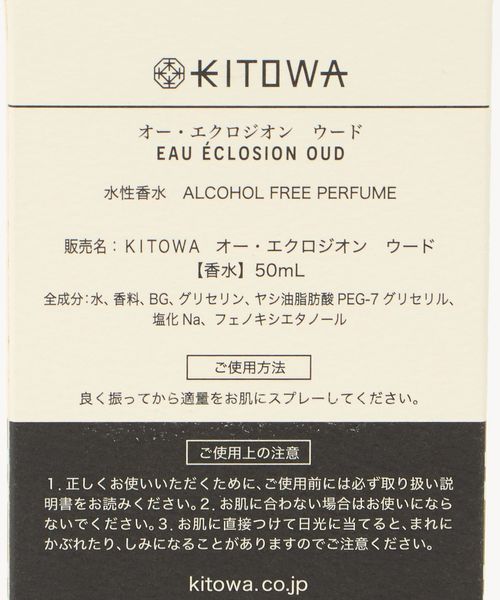 KITOWA
オー・エクロジオン　ウード
EAU ÉCLOSION OUD
水性香水　ALCOHOL FREE PERFUME
販売名：KITOWA　オー・エクロジオン　ウード
【香水】50mL
全成分：水、香料、BG、グリセリン、ヤシ油脂肪酸PEG-7グリセリル、
塩化Na、フェノキシエタノール
ご使用方法
良く振ってから適量をお肌にスプレーしてください。
ご使用上の注意
1. 正しくお使いいただくために、ご使用前には必ず取り扱い説
明書をお読みください。2. お肌に合わない場合はお使いになら
ないでください。3. お肌に直接つけて日光に当てると、まれに
かぶれたり、しみになることがありますのでご注意ください。
kitowa.co.jp